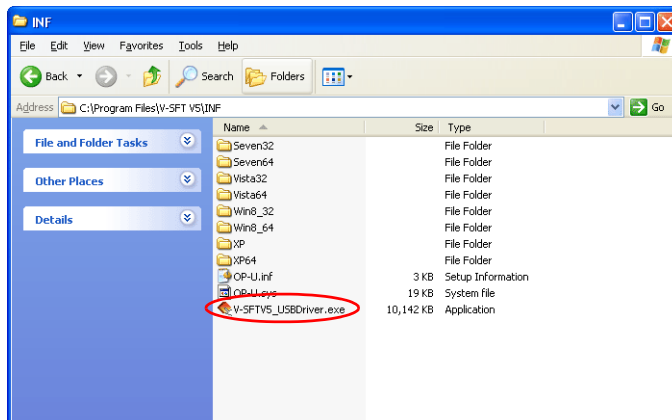 INF
File Edit View Favorites Tools Help
Back Search Folders
Address C:\Program Files\V-SFT V5\INF Go
File and Folder Tasks
Other Places
Details
Name Size Type
Seven32 File Folder
Seven64 File Folder
Vista32 File Folder
Vista64 File Folder
Win8_32 File Folder
Win8_64 File Folder
XP File Folder
XP64 File Folder
OP-U.inf 3 KB Setup Information
OP-U.sys 19 KB System file
V-SFTV5_USBDriver.exe 10,142 KB Application